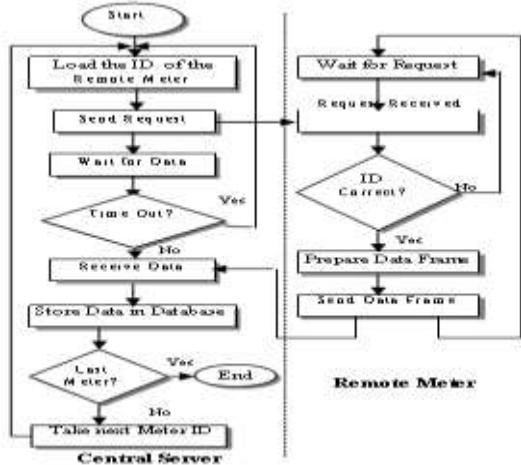 Start
Load the ID of the
Remote Meter
Send Request
Wait for Data
Time Out?
Yes
No
Receive Data
Store Data in Database
Last
Meter?
Yes
End
No
Take next Meter ID
Central Server
Wait for Request
Request Received
ID
Correct?
No
Yes
Prepare Data Frame
Send Data Frame
Remote Meter